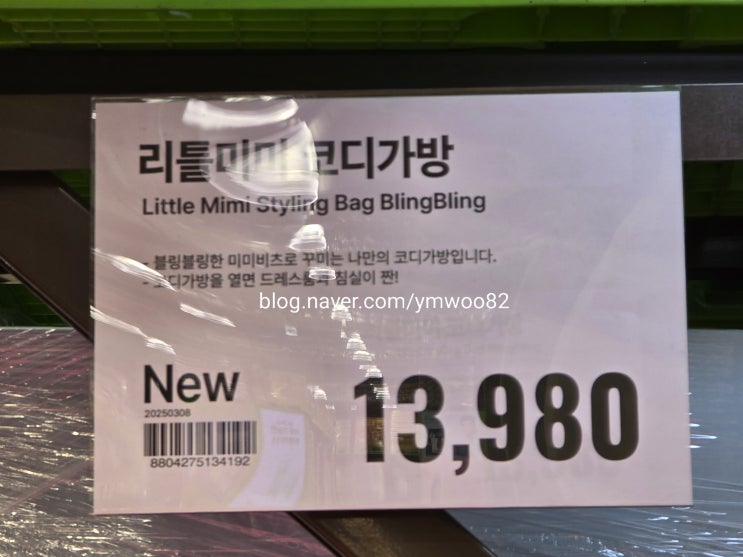 리틀미미 코디가방
Little Mimi Styling Bag BlingBling
- 블링블링한 미미비츠로 꾸미는 나만의 코디가방입니다.
- 코디가방을 열면 드레스룸과 침실이 짠!
blog.naver.com/ymwoo82
New
20250308
13,980
8804275134192